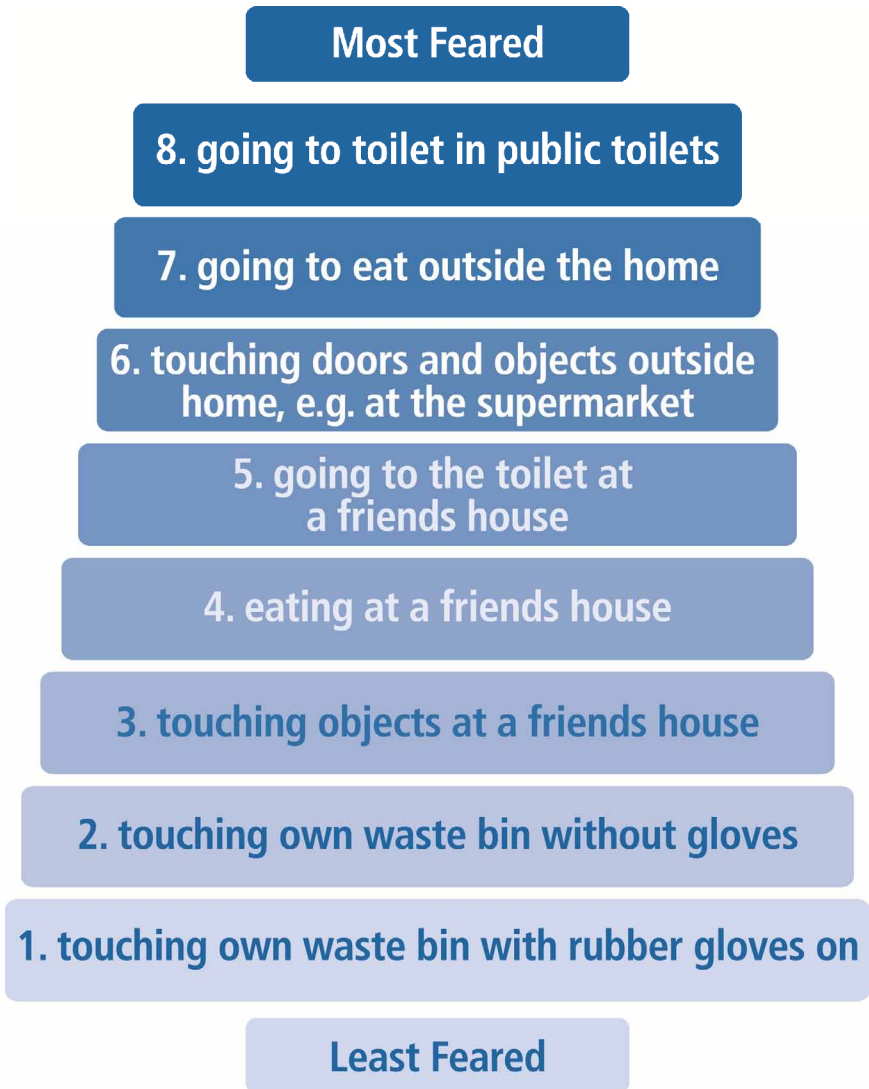 Most Feared
8. going to toilet in public toilets
7. going to eat outside the home
6. touching doors and objects outside
home, e.g. at the supermarket
5. going to the toilet at
a friends house
4. eating at a friends house
3. touching objects at a friends house
2. touching own waste bin without gloves
1. touching own waste bin with rubber gloves on
Least Feared